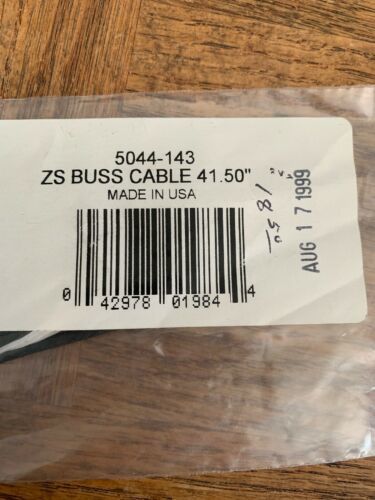 5044-143
ZS BUSS CABLE 41.50"
MADE IN USA
0 42978 01984 4
AUG 17 1999